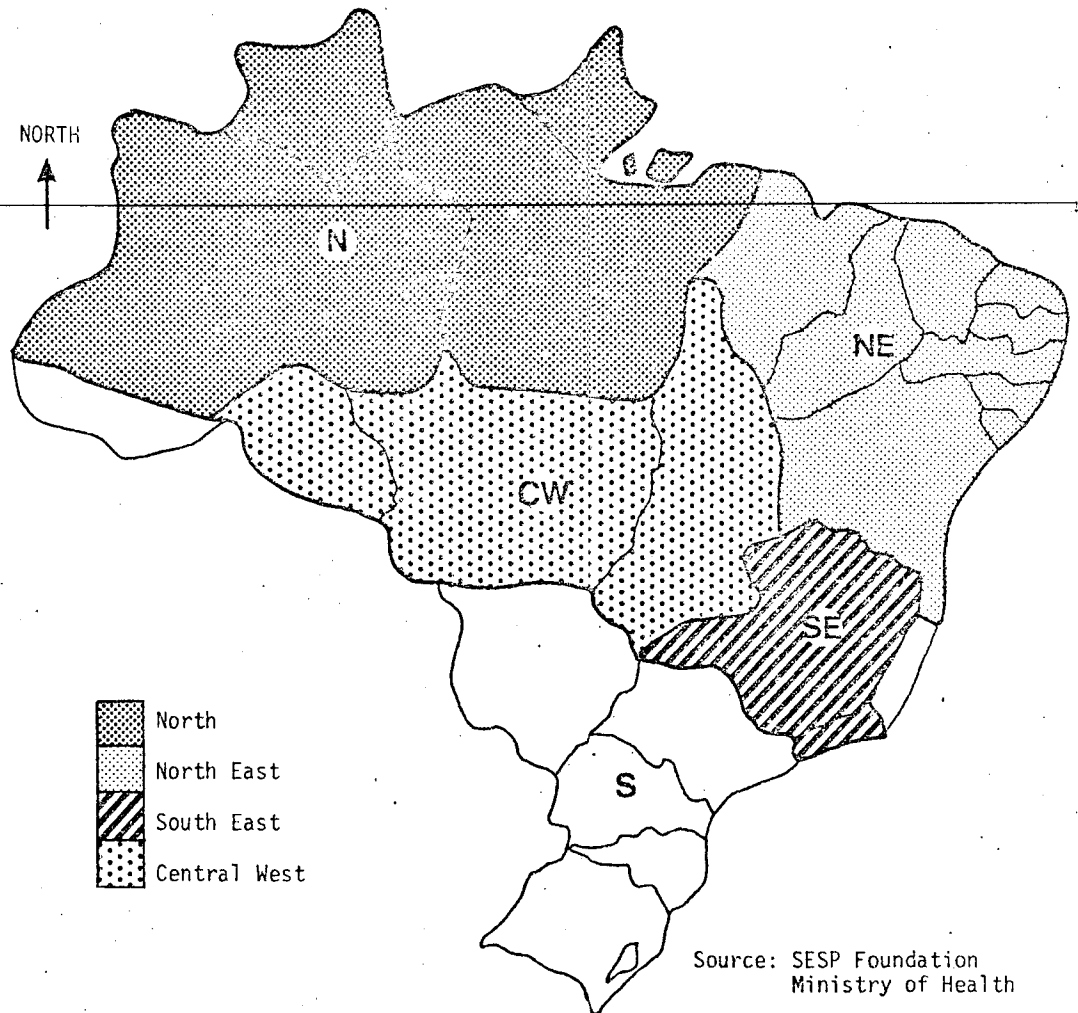 NORTH
N
NE
CW
SE
S
North
North East
South East
Central West
Source: SESP Foundation
Ministry of Health